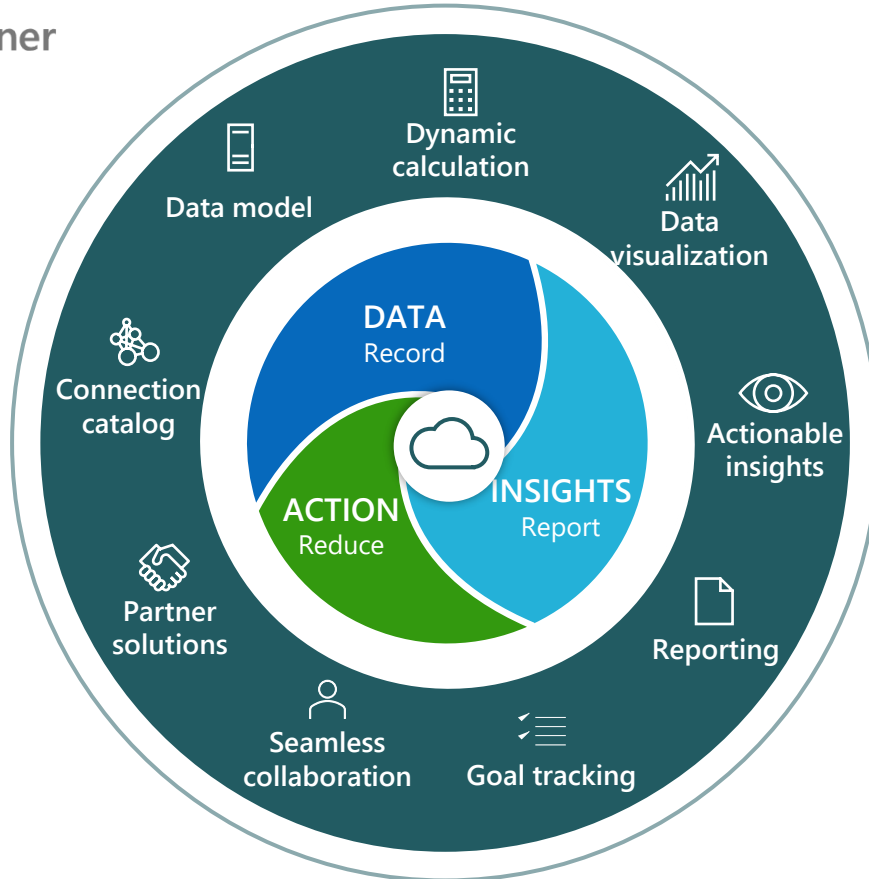 Dynamic
calculation
Data
visualization
Actionable
insights
Reporting
Goal tracking
Seamless
collaboration
Partner
solutions
Connection
catalog
Data model
DATA
Record
INSIGHTS
Report
ACTION
Reduce